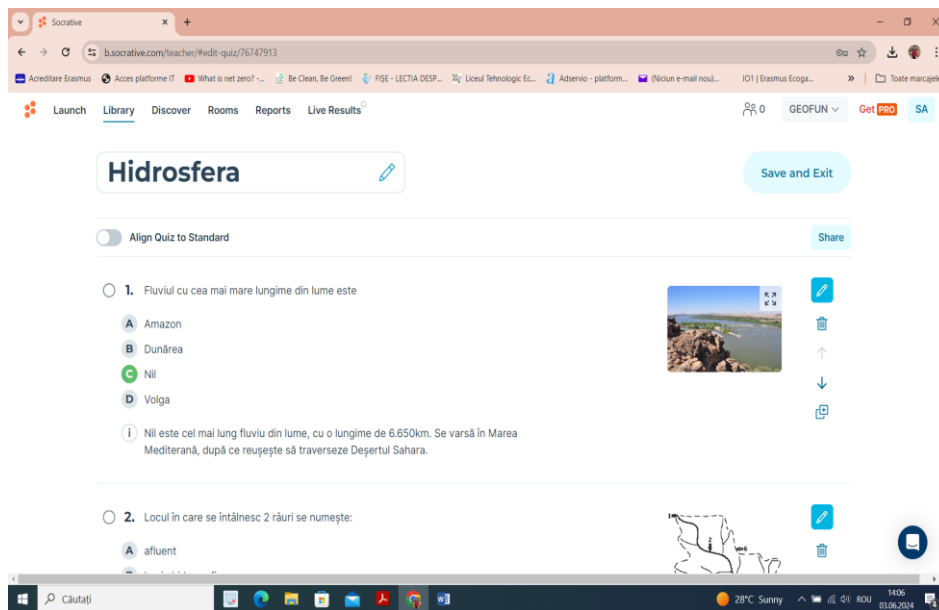 Socrative
b.socrative.com/teacher/#edit-quiz/76747913
Acreditare Erasmus Acces platforme IT What is net zero? -... Be Clean, Be Green! FIȘE - LECTIA DESP... Liceul Tehnologic Ec... Adservio - platform... (Niciun e-mail nou)... IO1 | Erasmus Ecoga... » Toate marcajele
Launch Library Discover Rooms Reports Live Results 0 GEOFUN Get PRO SA
Hidrosfera
Save and Exit
Align Quiz to Standard
Share
1. Fluviul cu cea mai mare lungime din lume este
A Amazon
B Dunărea
C Nil
D Volga
i Nil este cel mai lung fluviu din lume, cu o lungime de 6.650km. Se varsă în Marea
Mediterană, după ce reușește să traverseze Deșertul Sahara.
2. Locul în care se întâlnesc 2 râuri se numește:
A afluent
Căutați
28°C Sunny ROU 14:06
03.06.2024